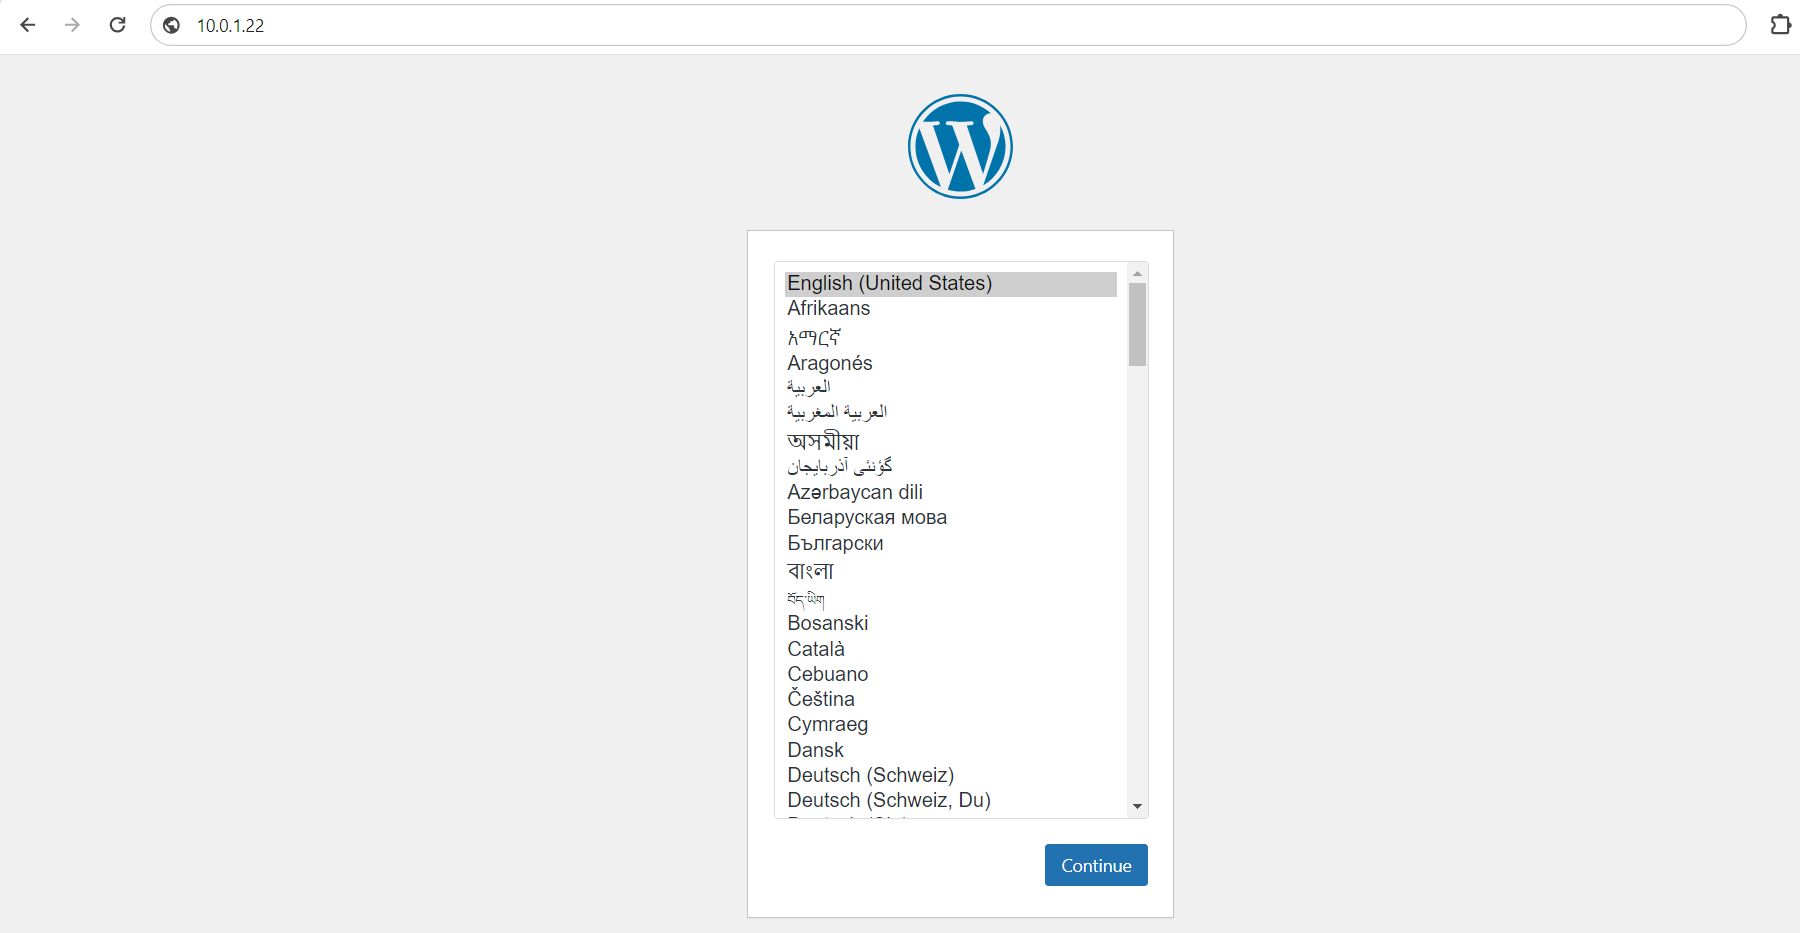 10.0.1.22
English (United States)
Afrikaans
አማርኛ
Aragonés
العربية
العربية المغربية
অসমীয়া
گؤنئی آذربایجان
Azərbaycan dili
Беларуская мова
Български
বাংলা
བོད་ཡིག
Bosanski
Català
Cebuano
Čeština
Cymraeg
Dansk
Deutsch (Schweiz)
Deutsch (Schweiz, Du)
Continue